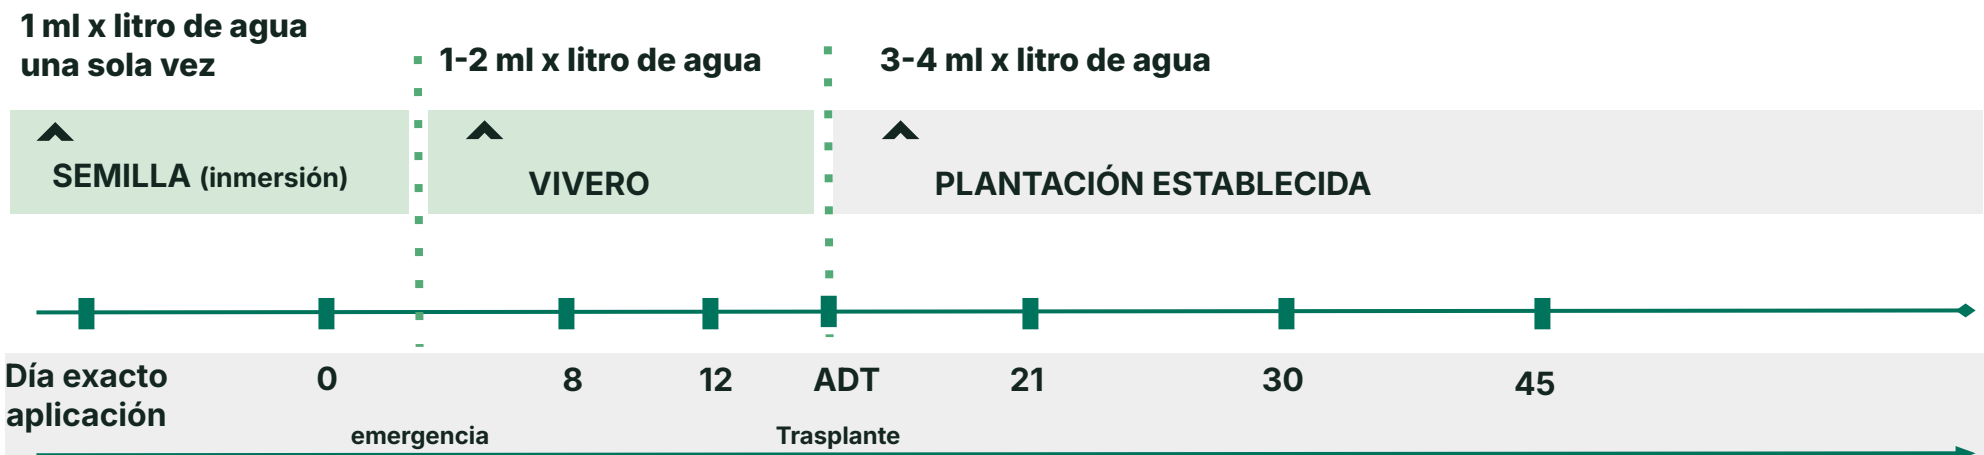 1 ml x litro de agua
una sola vez
1-2 ml x litro de agua
3-4 ml x litro de agua
SEMILLA (inmersión)
VIVERO
PLANTACIÓN ESTABLECIDA
Día exacto
aplicación
0
8
12
ADT
21
30
45
emergencia
Trasplante